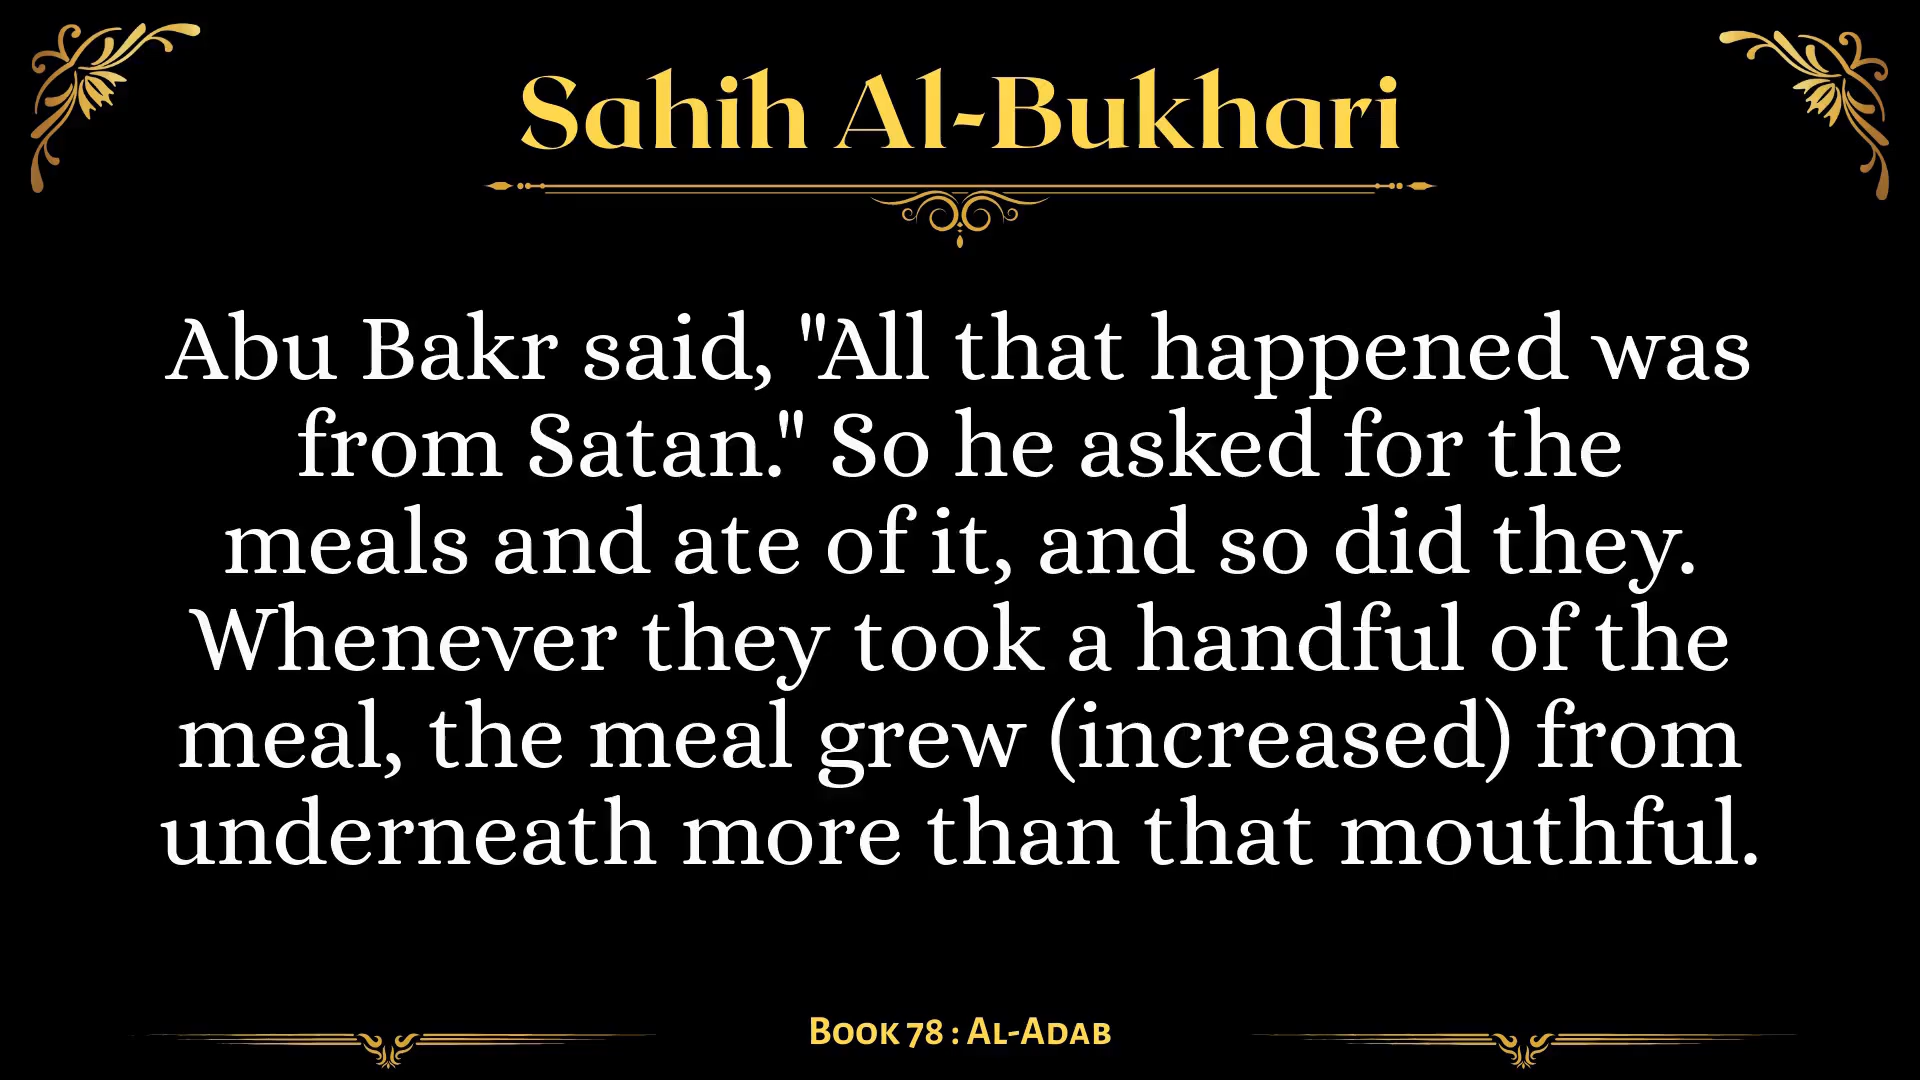 Sahih Al-Bukhari
Abu Bakr said, "All that happened was
from Satan." So he asked for the
meals and ate of it, and so did they.
Whenever they took a handful of the
meal, the meal grew (increased) from
underneath more than that mouthful.
Book 78 : Al-Adab